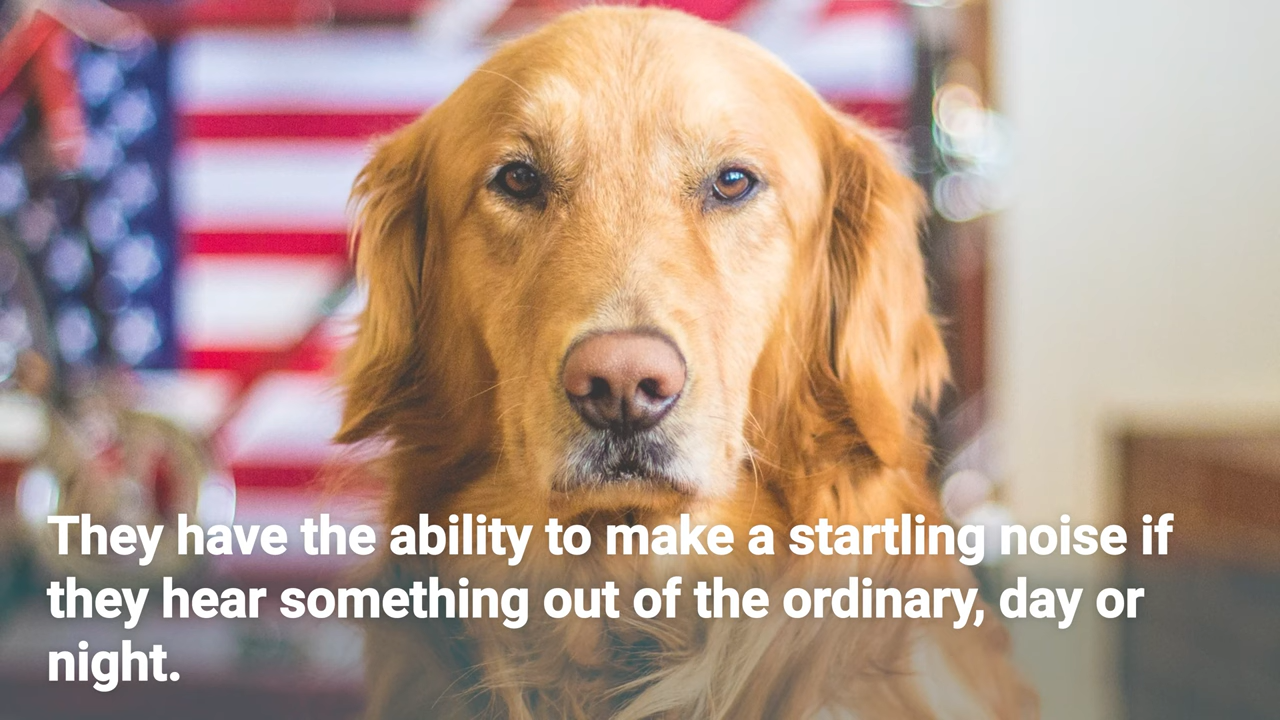 They have the ability to make a startling noise if
they hear something out of the ordinary, day or
night.